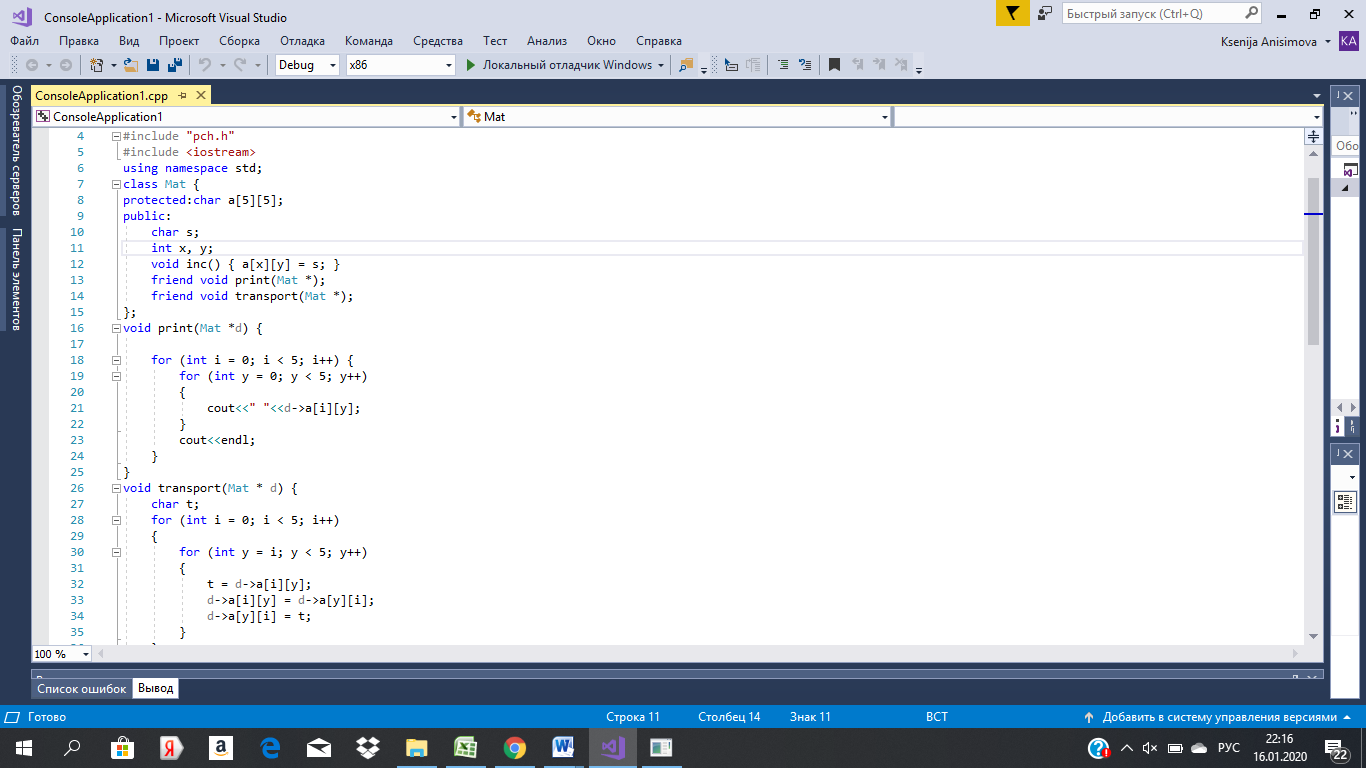 ConsoleApplication1 - Microsoft Visual Studio
Быстрый запуск (Ctrl+Q)
Файл Правка Вид Проект Сборка Отладка Команда Средства Тест Анализ Окно Справка
Ksenija Anisimova KA
Debug x86 Локальный отладчик Windows
Обозреватель серверов
Панель элементов
ConsoleApplication1.cpp
ConsoleApplication1 Mat
4 #include "pch.h"
5 #include <iostream>
6 using namespace std;
7 class Mat {
8 protected:char a[5][5];
9 public:
10 char s;
11 int x, y;
12 void inc() { a[x][y] = s; }
13 friend void print(Mat *);
14 friend void transport(Mat *);
15 };
16 void print(Mat *d) {
17
18 for (int i = 0; i < 5; i++) {
19 for (int y = 0; y < 5; y++)
20 {
21 cout<<" "<<d->a[i][y];
22 }
23 cout<<endl;
24 }
25 }
26 void transport(Mat * d) {
27 char t;
28 for (int i = 0; i < 5; i++)
29 {
30 for (int y = i; y < 5; y++)
31 {
32 t = d->a[i][y];
33 d->a[i][y] = d->a[y][i];
34 d->a[y][i] = t;
35 }
Обо
100 %
Список ошибок Вывод
Готово Строка 11 Столбец 14 Знак 11 ВСТ Добавить в систему управления версиями
РУС
22:16
16.01.2020
22